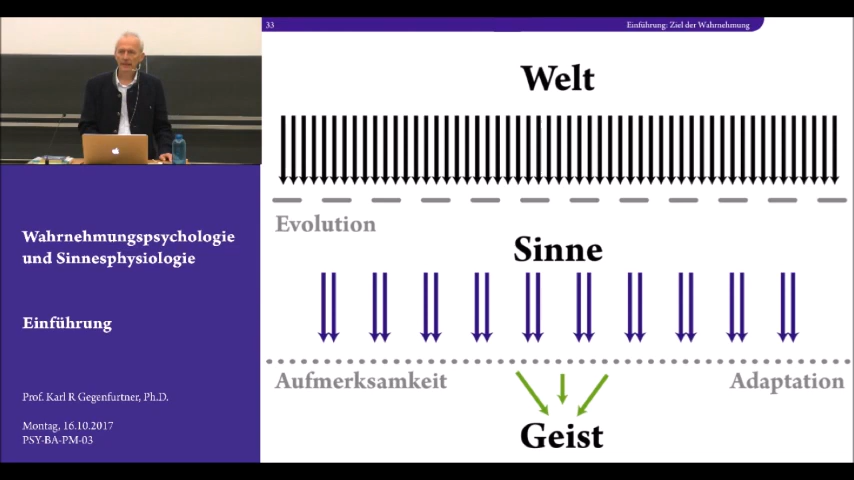 33
Einführung: Ziel der Wahrnehmung
Welt
Evolution
Sinne
Aufmerksamkeit
Adaptation
Geist
Wahrnehmungspsychologie
und Sinnesphysiologie
Einführung
Prof. Karl R Gegenfurtner, Ph.D.
Montag, 16.10.2017
PSY-BA-PM-03